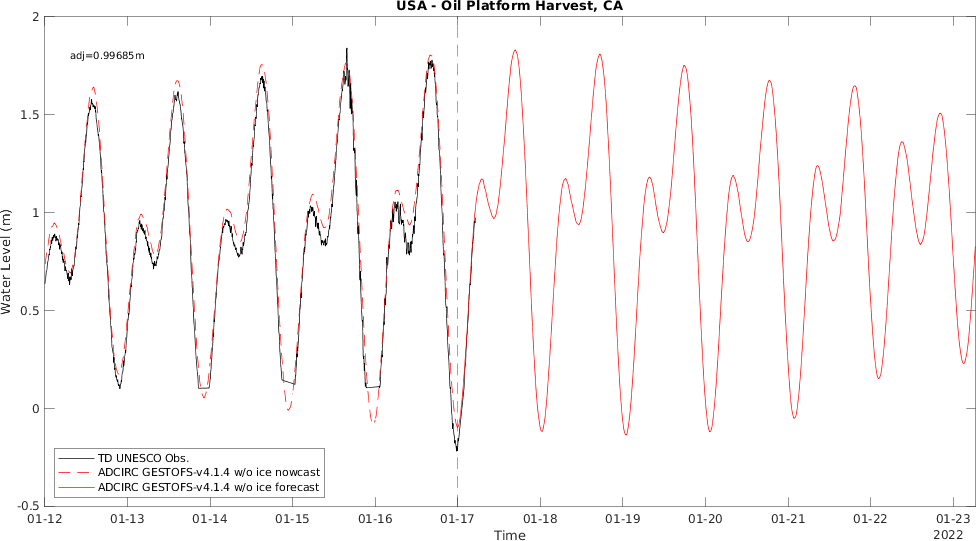 USA - Oil Platform Harvest, CA
adj=0.99685m
Water Level (m)
2
1.5
1
0.5
0
-0.5
TD UNESCO Obs.
ADCIRC GESTOFS-v4.1.4 w/o ice nowcast
ADCIRC GESTOFS-v4.1.4 w/o ice forecast
01-12 01-13 01-14 01-15 01-16 01-17 01-18 01-19 01-20 01-21 01-22 01-23
Time
2022